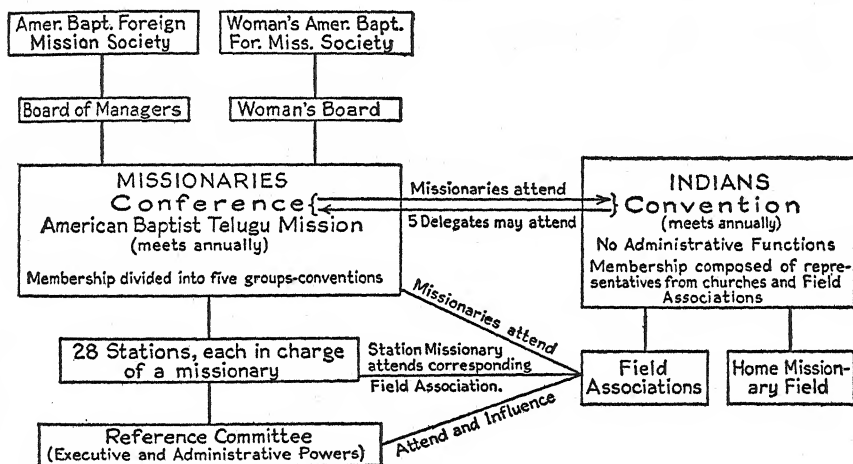 Amer. Bapt. Foreign
Mission Society
Woman's Amer. Bapt.
For. Miss. Society
Board of Managers
Woman's Board
MISSIONARIES
Conference
American Baptist Telugu Mission
(meets annually)
Membership divided into five groups-conventions
Missionaries attend
5 Delegates may attend
INDIANS
Convention
(meets annually)
No Administrative Functions
Membership composed of repre-
sentatives from churches and Field
Associations
Missionaries attend
28 Stations, each in charge
of a missionary
Station Missionary
attends corresponding
Field Association.
Field
Associations
Home Mission-
ary Field
Attend and Influence
Reference Committee
(Executive and Administrative Powers)